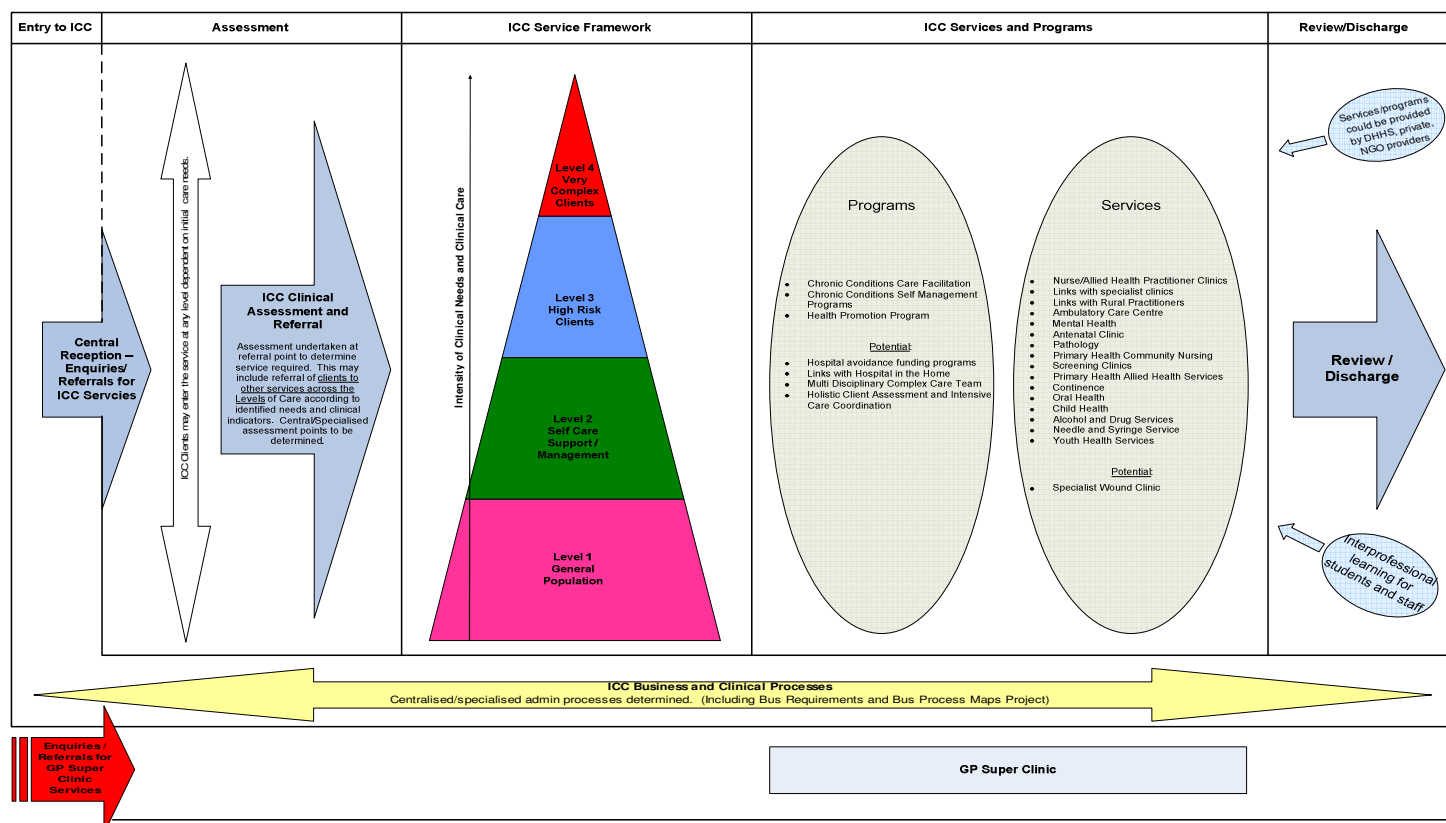 Entry to ICC
Assessment
ICC Service Framework
ICC Services and Programs
Review/Discharge
Central
Reception –
Enquiries/
Referrals for
ICC Servcies
ICC Clients may enter the service at any level dependent on initial care needs.
ICC Clinical
Assessment and
Referral
Assessment undertaken at
referral point to determine
service required. This may
include referral of clients to
other services across the
Levels of Care according to
identified needs and clinical
indicators. Central/Specialised
assessment points to be
determined.
Intensity of Clinical Needs and Clinical Care
Level 4
Very
Complex
Clients
Level 3
High Risk
Clients
Level 2
Self Care
Support /
Management
Level 1
General
Population
Programs
• Chronic Conditions Care Facilitation
• Chronic Conditions Self Management
Programs
• Health Promotion Program
Potential:
• Hospital avoidance funding programs
• Links with Hospital in the Home
• Multi Disciplinary Complex Care Team
• Holistic Client Assessment and Intensive
Care Coordination
Services
• Nurse/Allied Health Practitioner Clinics
• Links with specialist clinics
• Links with Rural Practitioners
• Ambulatory Care Centre
• Mental Health
• Antenatal Clinic
• Pathology
• Primary Health Community Nursing
• Screening Clinics
• Primary Health Allied Health Services
• Continence
• Oral Health
• Child Health
• Alcohol and Drug Services
• Needle and Syringe Service
• Youth Health Services
Potential:
• Specialist Wound Clinic
Services/programs
could be provided
by DHHS, private,
NGO providers
Review /
Discharge
Interprofessional
learning for
students and staff
ICC Business and Clinical Processes
Centralised/specialised admin processes determined. (Including Bus Requirements and Bus Process Maps Project)
Enquiries /
Referrals for
GP Super
Clinic
Services
GP Super Clinic